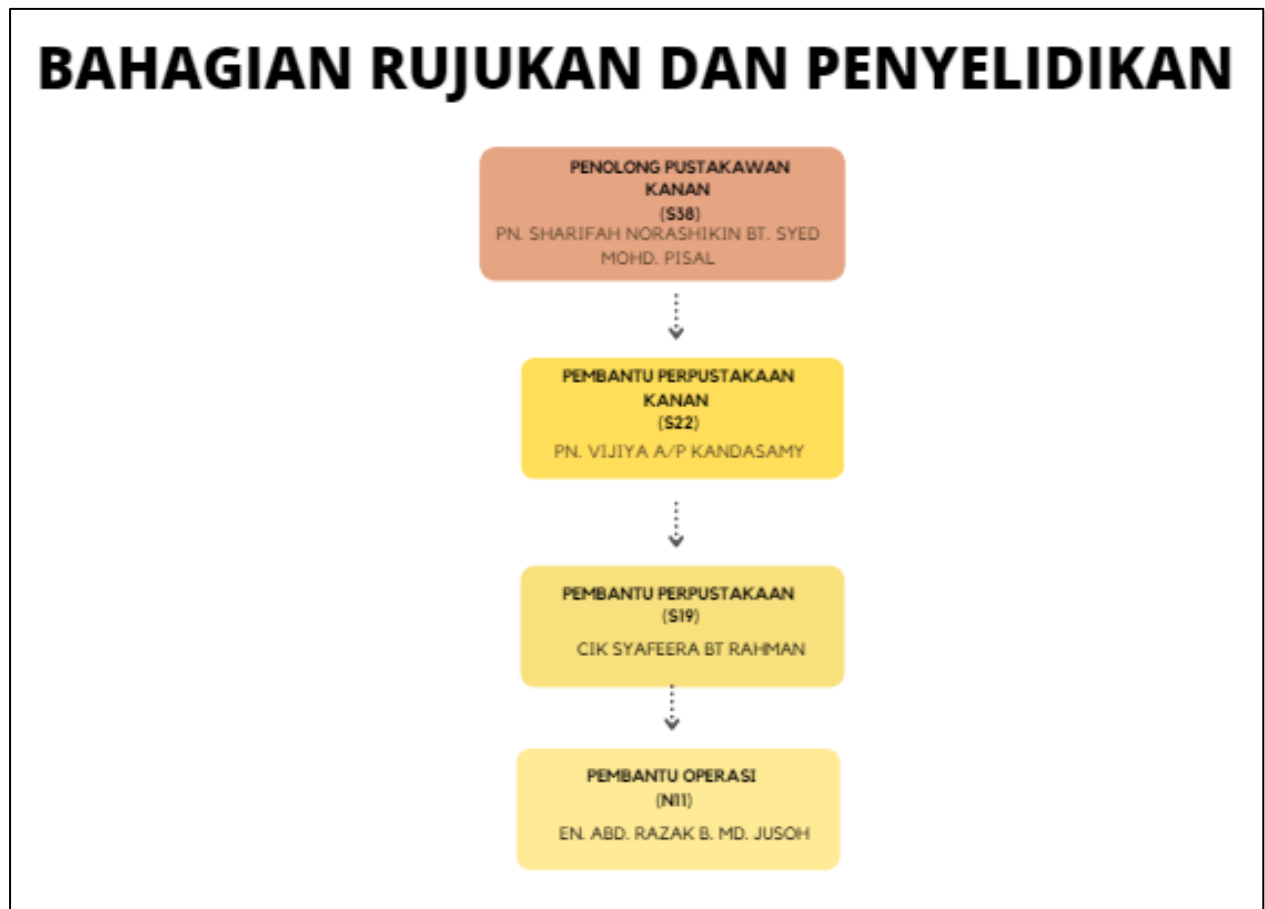 BAHAGIAN RUJUKAN DAN PENYELIDIKAN
PENOLONG PUSTAKAWAN
KANAN
(S38)
PN. SHARIFAH NORASHIKIN BT. SYED
MOHD. PISAL
PEMBANTU PERPUSTAKAAN
KANAN
(S22)
PN. VIJIYA A/P KANDASAMY
PEMBANTU PERPUSTAKAAN
(S19)
CIK SYAFEERA BT RAHMAN
PEMBANTU OPERASI
(N11)
EN. ABD. RAZAK B. MD. JUSOH